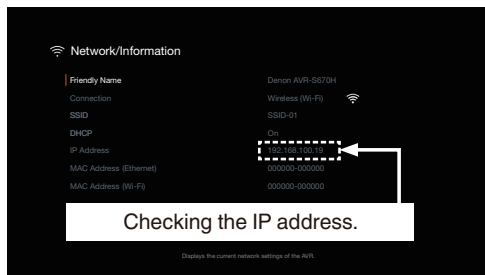 Network/Information
Friendly Name Denon AVR-S670H
Connection Wireless (Wi-Fi)
SSID SSID-01
DHCP On
IP Address 192.168.100.19
MAC Address (Ethernet) 000000-000000
MAC Address (Wi-Fi) 000000-000000
Checking the IP address.
Displays the current network settings of the AVR.